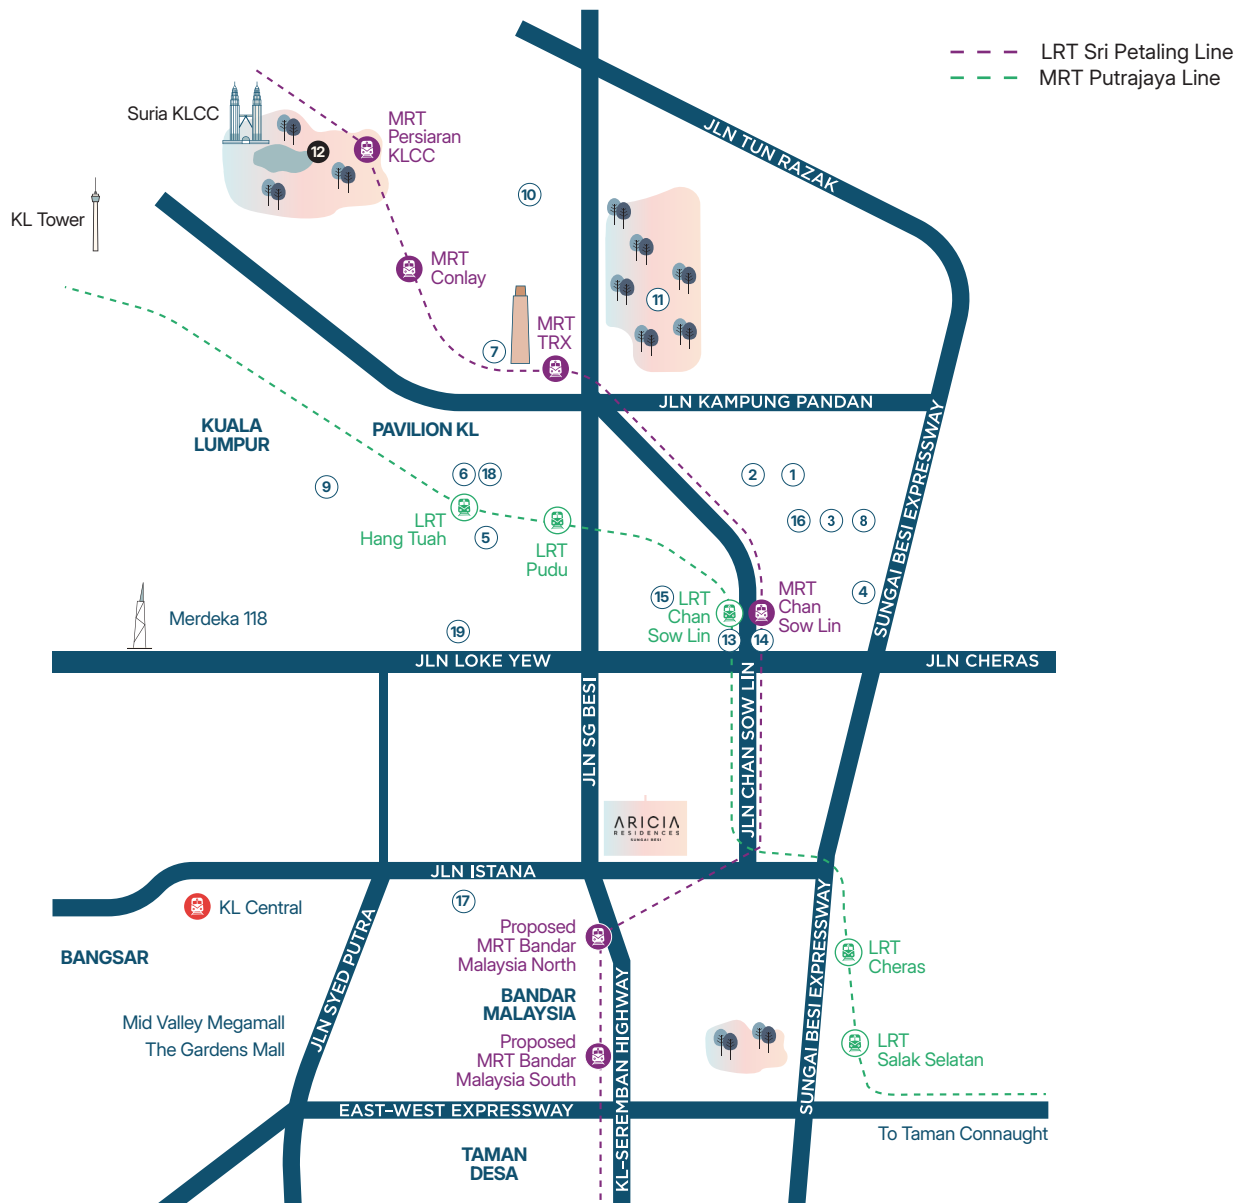 LRT Sri Petaling Line
MRT Putrajaya Line
Suria KLCC
MRT
Persiaran
KLCC
12
JLN TUN RAZAK
KL Tower
10
MRT
Conlay
11
MRT
TRX
7
JLN KAMPUNG PANDAN
KUALA
LUMPUR
PAVILION KL
SUNGAI BESI EXPRESSWAY
6
18
2
1
9
LRT
Hang Tuah
5
LRT
Pudu
16
3
8
4
15
LRT
Chan
Sow Lin
MRT
Chan
Sow Lin
13
14
Merdeka 118
19
JLN LOKE YEW
JLN CHERAS
JLN SG BESI
JLN CHAN SOW LIN
ARICIA
RESIDENCES
SUNGAI BESI
JLN ISTANA
17
KL Central
BANGSAR
JLN SYED PUTRA
Proposed
MRT Bandar
Malaysia North
BANDAR
MALAYSIA
KL–SEREMBAN HIGHWAY
SUNGAI BESI EXPRESSWAY
LRT
Cheras
Mid Valley Megamall
The Gardens Mall
Proposed
MRT Bandar
Malaysia South
LRT
Salak Selatan
EAST–WEST EXPRESSWAY
To Taman Connaught
TAMAN
DESA